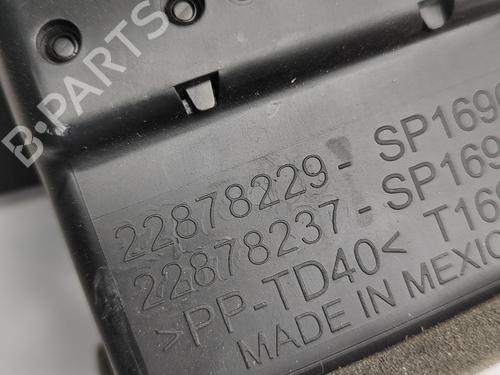 B-PARTS
22878229- SP169
22878237-SP169
>PP-TD40< T16
MADE IN MEXIC